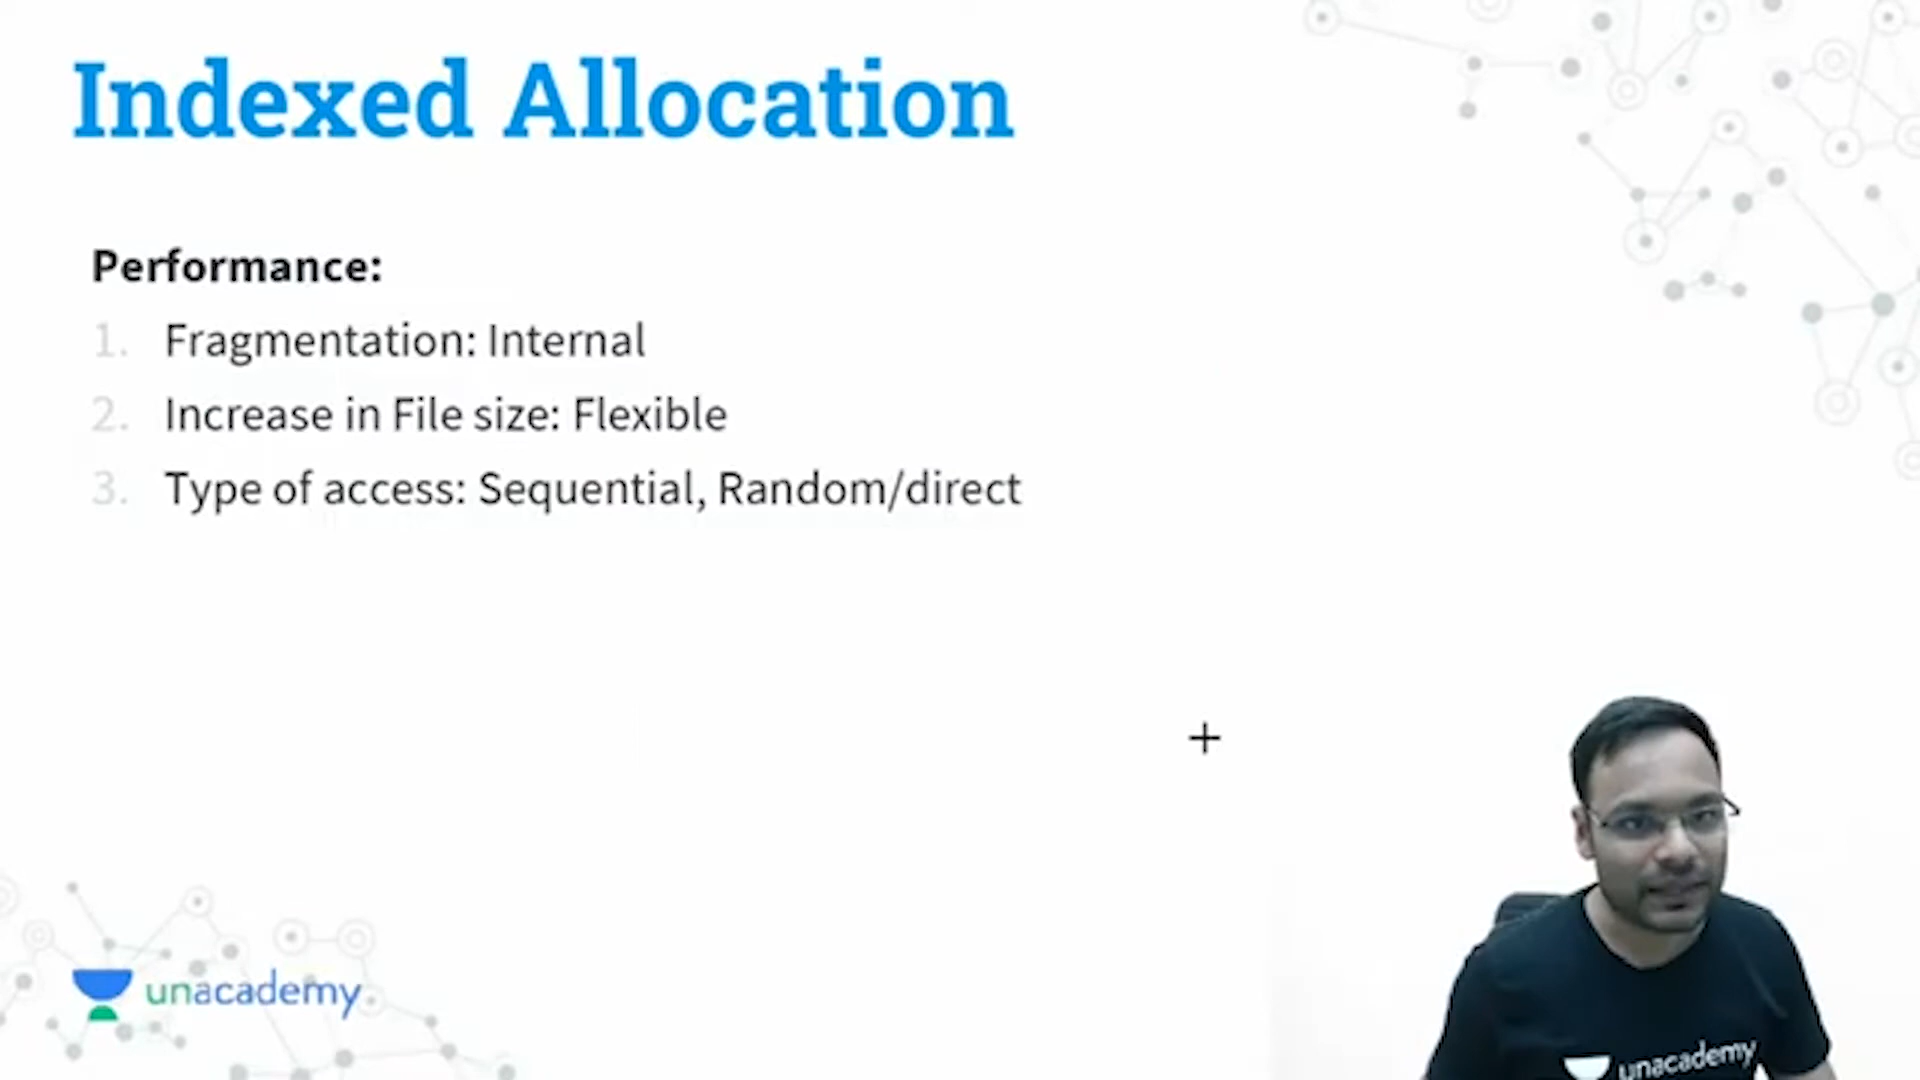 Indexed Allocation
Performance:
1. Fragmentation: Internal
2. Increase in File size: Flexible
3. Type of access: Sequential, Random/direct
unacademy
unacademy